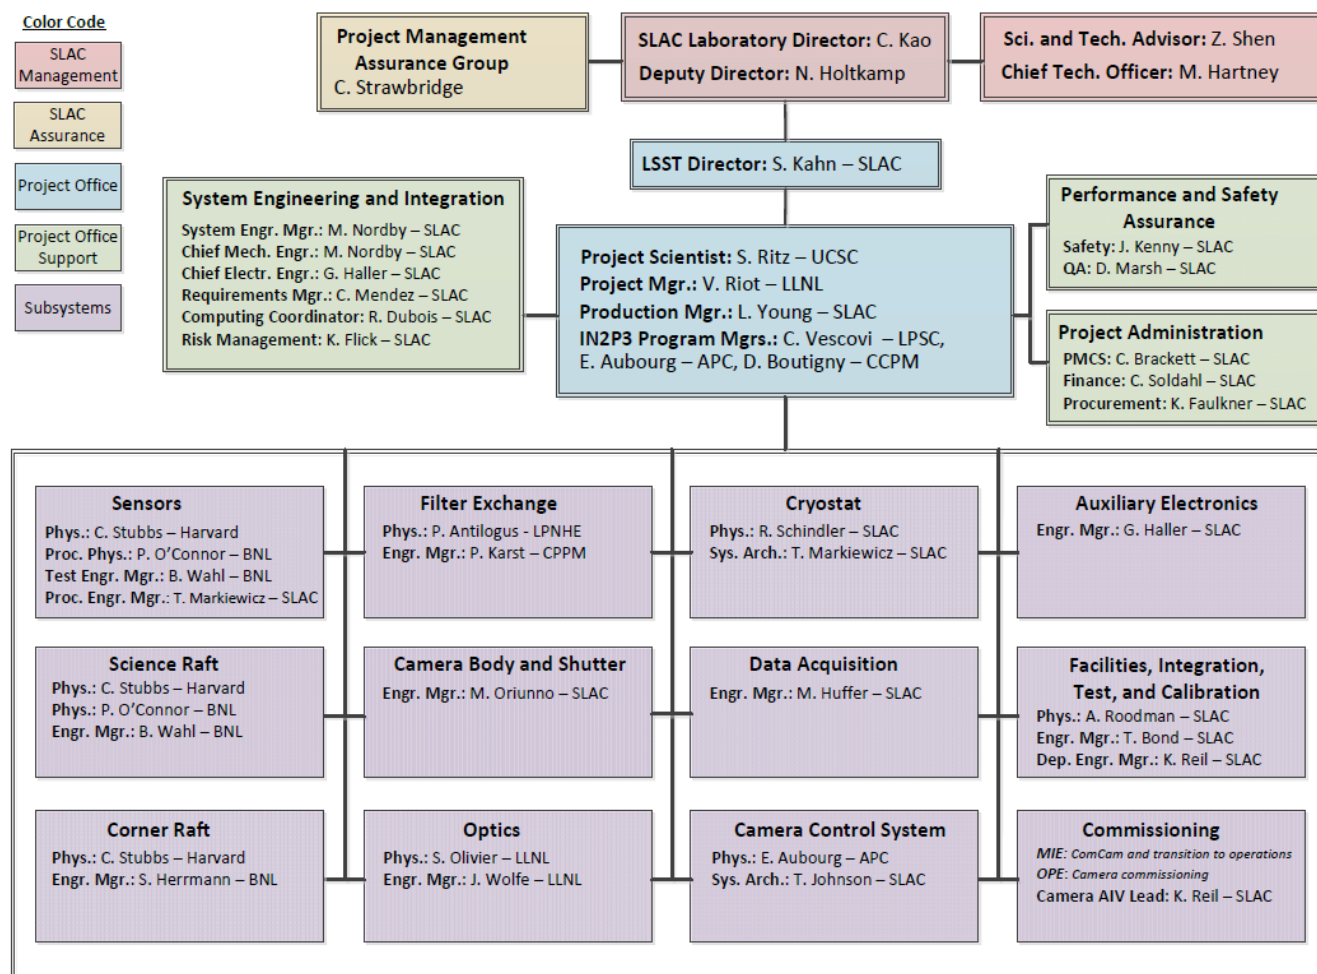 Color Code
SLAC
Management
SLAC
Assurance
Project Office
Project Office
Support
Subsystems
Project Management
Assurance Group
C. Strawbridge
SLAC Laboratory Director: C. Kao
Deputy Director: N. Holtkamp
Sci. and Tech. Advisor: Z. Shen
Chief Tech. Officer: M. Hartney
LSST Director: S. Kahn – SLAC
System Engineering and Integration
System Engr. Mgr.: M. Nordby – SLAC
Chief Mech. Engr.: M. Nordby – SLAC
Chief Electr. Engr.: G. Haller – SLAC
Requirements Mgr.: C. Mendez – SLAC
Computing Coordinator: R. Dubois – SLAC
Risk Management: K. Flick – SLAC
Project Scientist: S. Ritz – UCSC
Project Mgr.: V. Riot – LLNL
Production Mgr.: L. Young – SLAC
IN2P3 Program Mgrs.: C. Vescovi – LPSC,
E. Aubourg – APC, D. Boutigny – CCPM
Performance and Safety
Assurance
Safety: J. Kenny – SLAC
QA: D. Marsh – SLAC
Project Administration
PMCS: C. Brackett – SLAC
Finance: C. Soldahl – SLAC
Procurement: K. Faulkner – SLAC
Sensors
Phys.: C. Stubbs – Harvard
Proc. Phys.: P. O’Connor – BNL
Test Engr. Mgr.: B. Wahl – BNL
Proc. Engr. Mgr.: T. Markiewicz – SLAC
Filter Exchange
Phys.: P. Antilogus - LPNHE
Engr. Mgr.: P. Karst – CPPM
Cryostat
Phys.: R. Schindler – SLAC
Sys. Arch.: T. Markiewicz – SLAC
Auxiliary Electronics
Engr. Mgr.: G. Haller – SLAC
Science Raft
Phys.: C. Stubbs – Harvard
Phys.: P. O’Connor – BNL
Engr. Mgr.: B. Wahl – BNL
Camera Body and Shutter
Engr. Mgr.: M. Oriunno – SLAC
Data Acquisition
Engr. Mgr.: M. Huffer – SLAC
Facilities, Integration,
Test, and Calibration
Phys.: A. Roodman – SLAC
Engr. Mgr.: T. Bond – SLAC
Dep. Engr. Mgr.: K. Reil – SLAC
Corner Raft
Phys.: C. Stubbs – Harvard
Engr. Mgr.: S. Herrmann – BNL
Optics
Phys.: S. Olivier – LLNL
Engr. Mgr.: J. Wolfe – LLNL
Camera Control System
Phys.: E. Aubourg – APC
Sys. Arch.: T. Johnson – SLAC
Commissioning
MIE: ComCam and transition to operations
OPE: Camera commissioning
Camera AIV Lead: K. Reil – SLAC